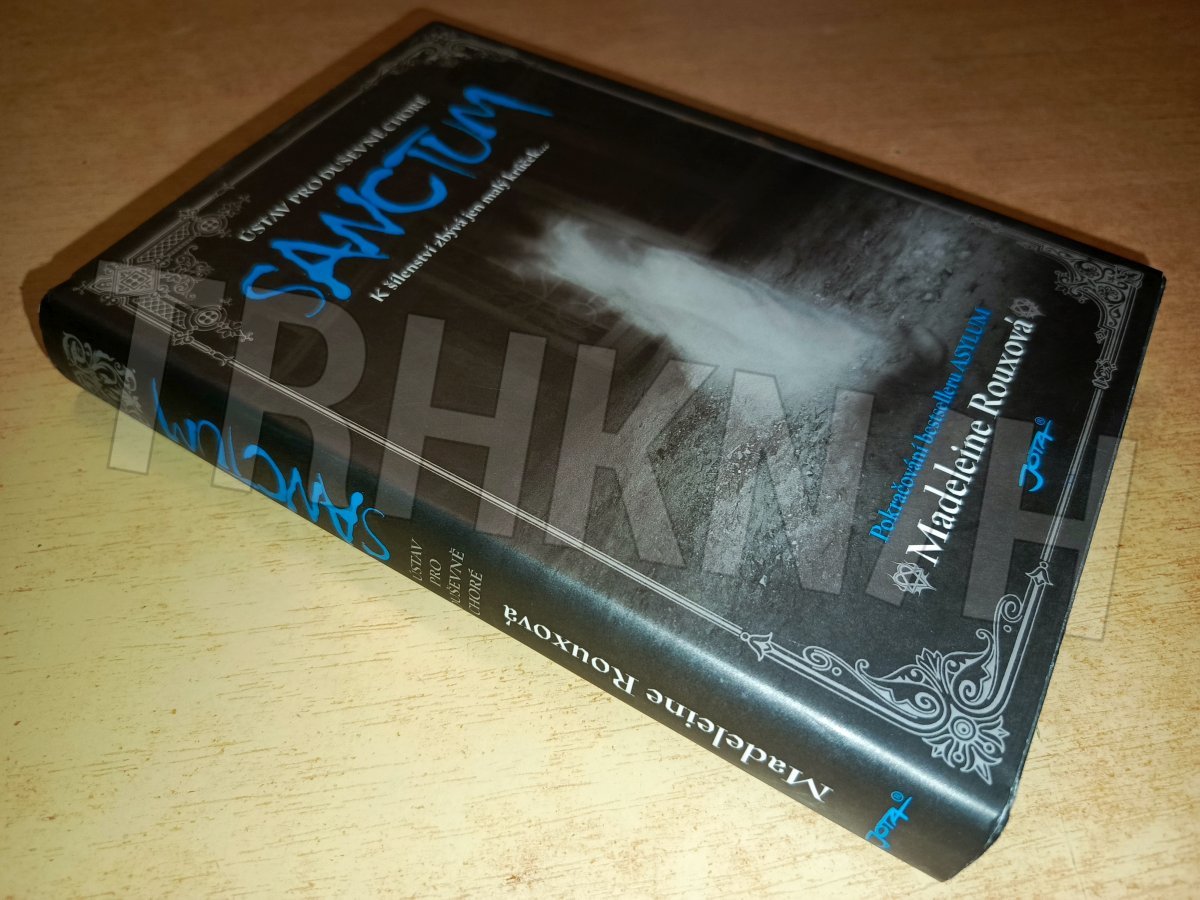 ÚSTAV PRO DUŠEVNĚ CHORÉ
SANCTUM
K šílenství zbývá jen malý krůček...
Pokračování bestselleru ASYLUM
Madeleine Rouxová
JOTA®
SANCTUM
ÚSTAV
PRO
DUŠEVNĚ
CHORÉ
Madeleine Rouxová
JOTA®
TRHKNIH